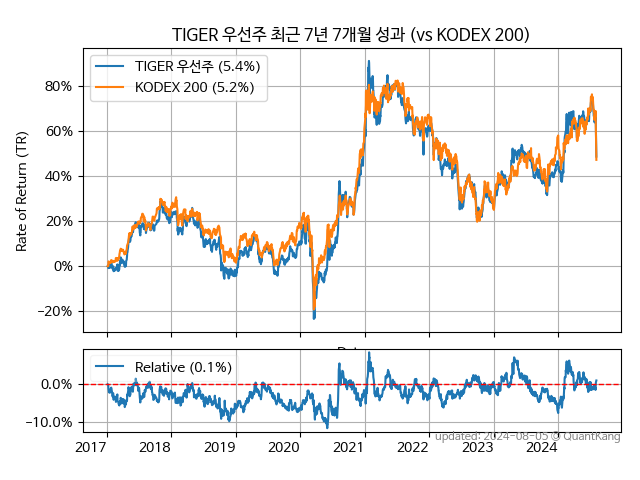 TIGER 우선주 최근 7년 7개월 성과 (vs KODEX 200)
TIGER 우선주 (5.4%)
KODEX 200 (5.2%)
Rate of Return (TR)
80%
60%
40%
20%
0%
−20%
Relative (0.1%)
0.0%
−10.0%
2017 2018 2019 2020 2021 2022 2023 2024
updated: 2024-08-05 © QuantKang